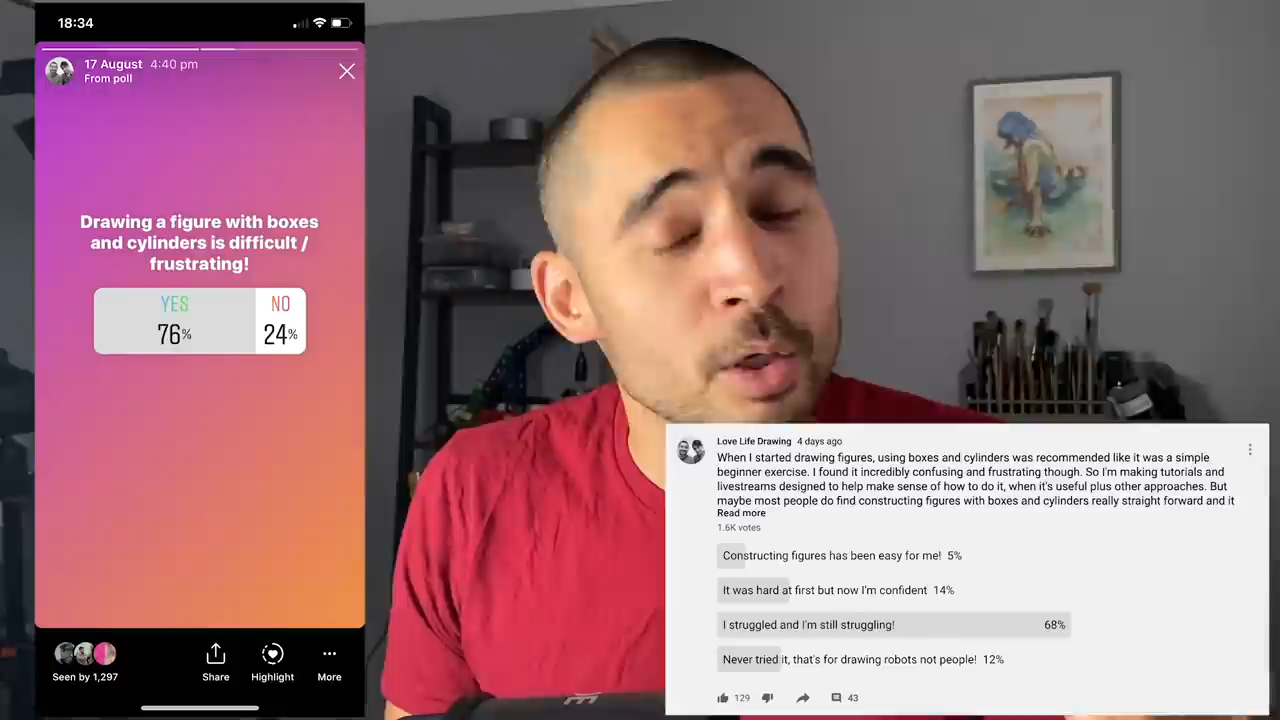 18:34
17 August 4:40 pm
From poll
Drawing a figure with boxes
and cylinders is difficult /
frustrating!
YES
NO
76%
24%
Seen by 1,297
Share
Highlight
More
Love Life Drawing 4 days ago
When I started drawing figures, using boxes and cylinders was recommended like it was a simple
beginner exercise. I found it incredibly confusing and frustrating though. So I'm making tutorials and
livestreams designed to help make sense of how to do it, when it's useful plus other approaches. But
maybe most people do find constructing figures with boxes and cylinders really straight forward and it
Read more
1.6K votes
Constructing figures has been easy for me! 5%
It was hard at first but now I'm confident 14%
I struggled and I'm still struggling! 68%
Never tried it, that's for drawing robots not people! 12%
129
43